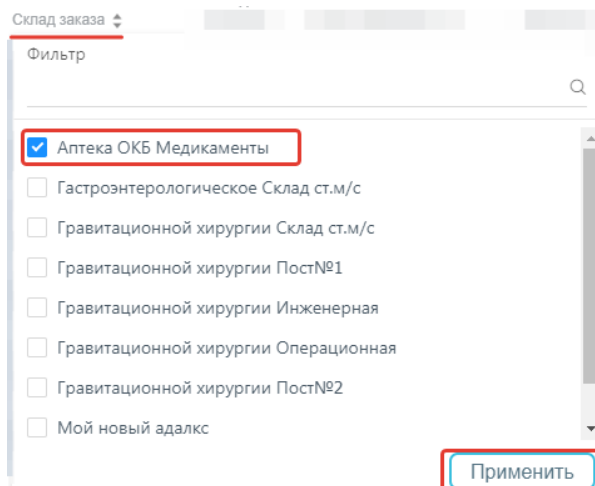 Склад заказа
Фильтр
Аптека ОКБ Медикаменты
Гастроэнтерологическое Склад ст.м/с
Гравитационной хирургии Склад ст.м/с
Гравитационной хирургии Пост№1
Гравитационной хирургии Инженерная
Гравитационной хирургии Операционная
Гравитационной хирургии Пост№2
Мой новый адалкс
Применить